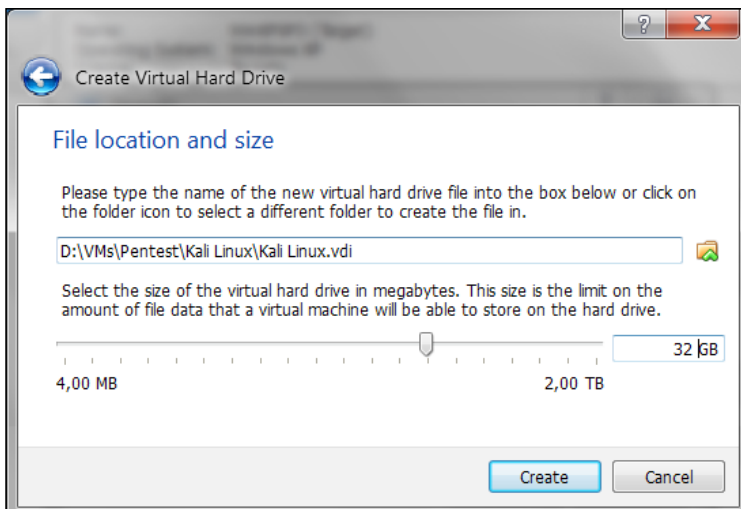 ?
X
Create Virtual Hard Drive
File location and size
Please type the name of the new virtual hard drive file into the box below or click on
the folder icon to select a different folder to create the file in.
D:\VMs\Pentest\Kali Linux\Kali Linux.vdi
Select the size of the virtual hard drive in megabytes. This size is the limit on the
amount of file data that a virtual machine will be able to store on the hard drive.
32 GB
4,00 MB 2,00 TB
Create Cancel